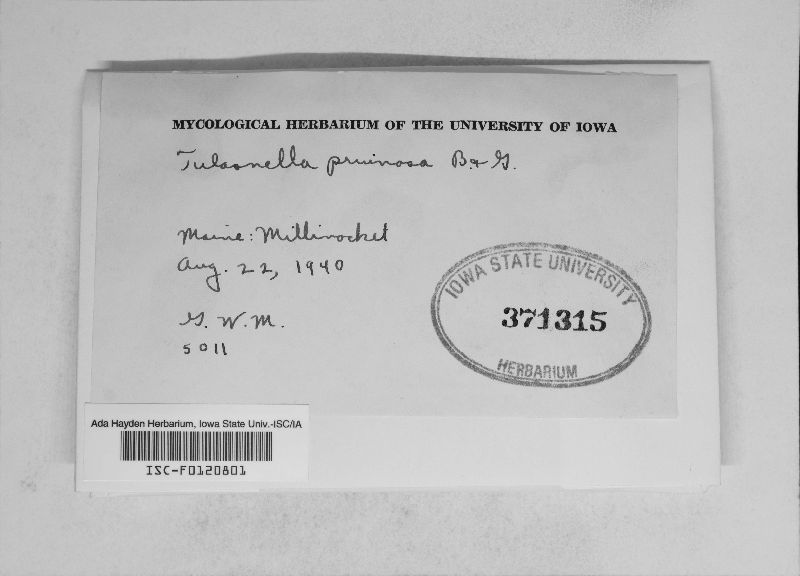 MYCOLOGICAL HERBARIUM OF THE UNIVERSITY OF IOWA
Tulasnella pruinosa B. & G.
Maine: Millinocket
Aug. 22, 1940
G. W. M.
5011
IOWA STATE UNIVERSITY
371315
HERBARIUM
Ada Hayden Herbarium, Iowa State Univ.-ISC/IA
ISC-F0120801